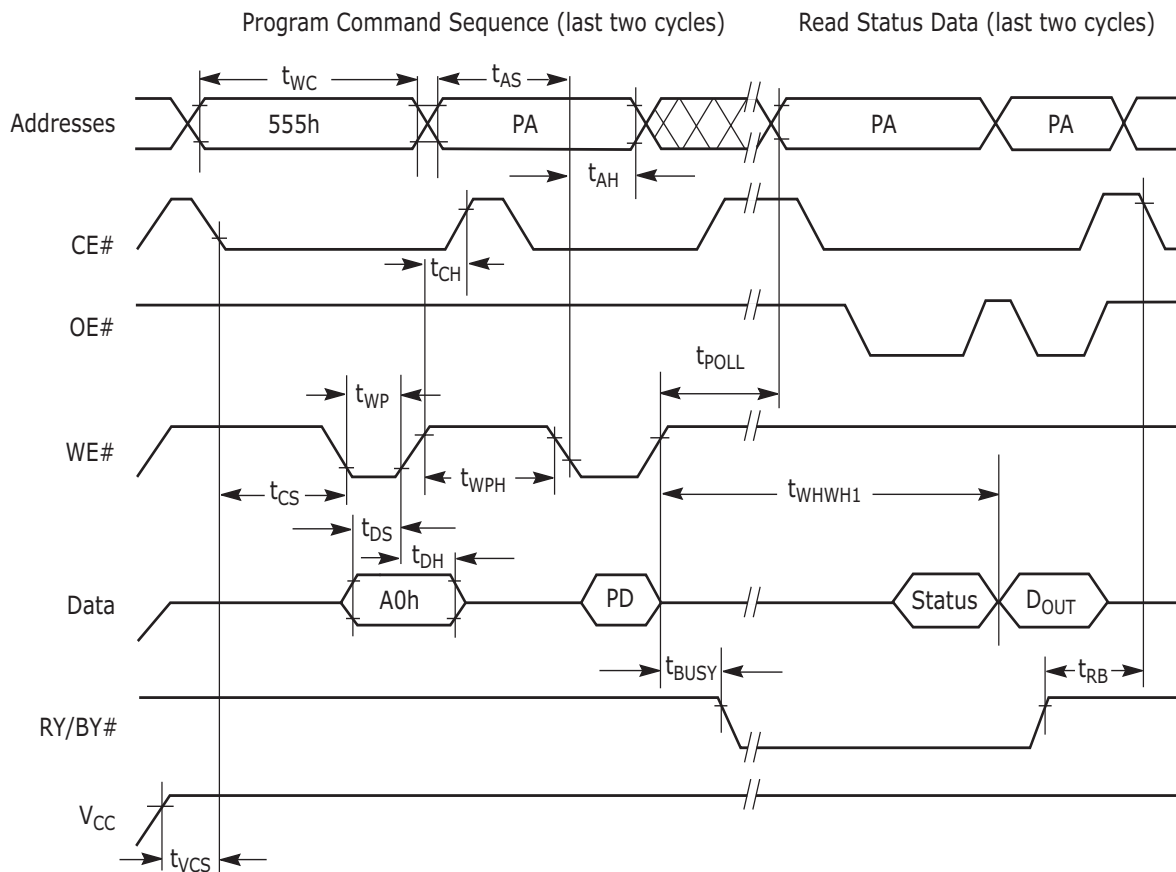 Program Command Sequence (last two cycles) Read Status Data (last two cycles)
tWC tAS
Addresses 555h PA PA PA
tAH
CE#
tCH
OE#
tPOLL
tWP
WE#
tCS tWPH tWHWH1
tDS
tDH
Data A0h PD Status DOUT
tBUSY tRB
RY/BY#
VCC
tVCS